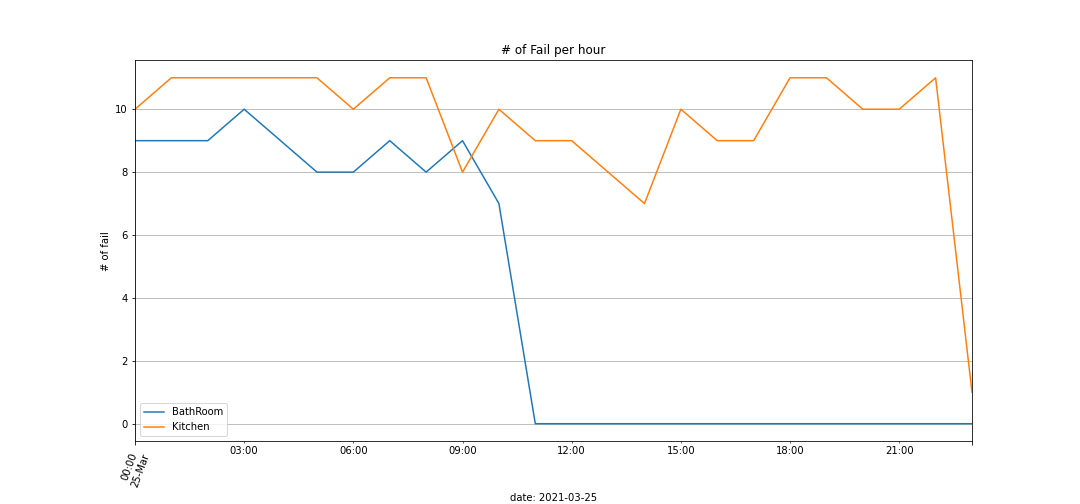 # of Fail per hour
# of fail
10
8
6
4
2
0
BathRoom
Kitchen
00:00
25-Mar
03:00
06:00
09:00
12:00
15:00
18:00
21:00
date: 2021-03-25